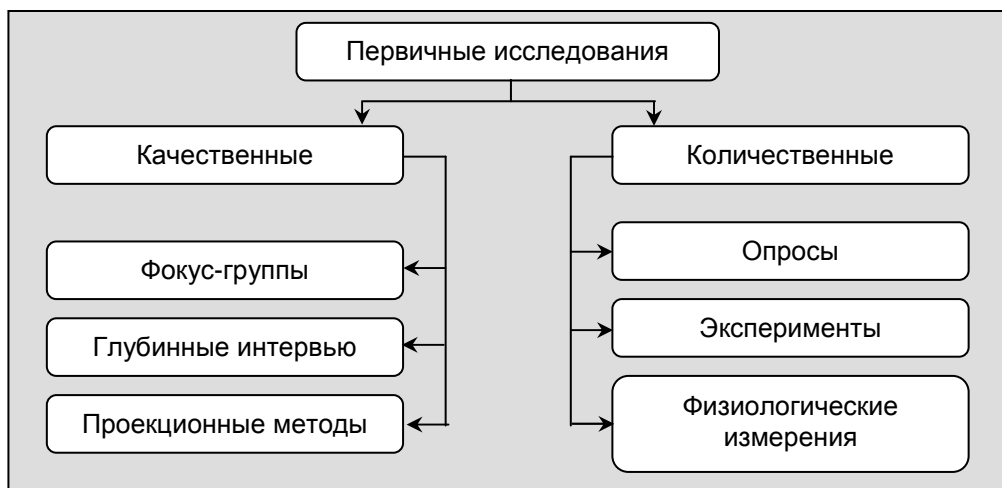 Первичные исследования
Качественные
Количественные
Фокус-группы
Опросы
Глубинные интервью
Эксперименты
Проекционные методы
Физиологические
измерения